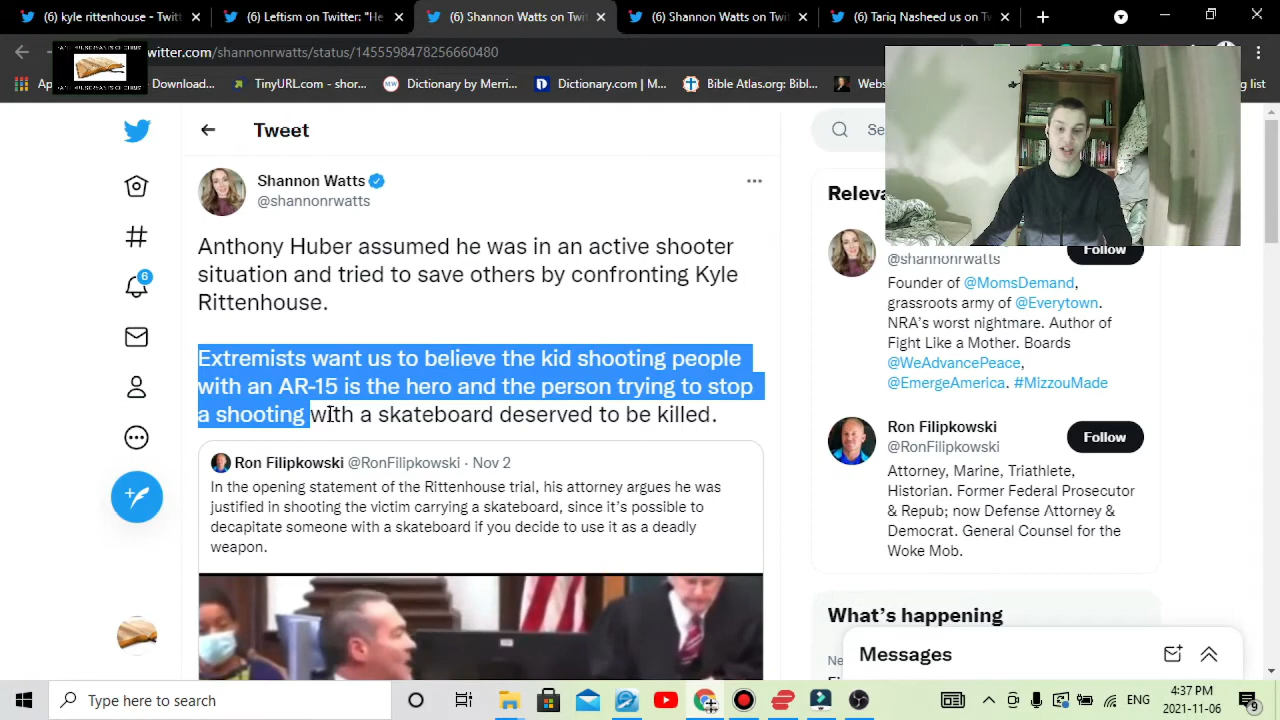 (6) kyle rittenhouse - Twitt
(6) Leftism on Twitter: "He
(6) Shannon Watts on Twit
(6) Shannon Watts on Twit
(6) Tariq Nasheed us on Tw
witter.com/shannonrwatts/status/1455598478256660480
Ap
Download...
TinyURL.com - shor...
Dictionary by Merri...
Dictionary.com | M...
Bible Atlas.org: Bibl...
Webs
g list
Tweet
Se
Shannon Watts
@shannonrwatts
Anthony Huber assumed he was in an active shooter
situation and tried to save others by confronting Kyle
Rittenhouse.
Extremists want us to believe the kid shooting people
with an AR-15 is the hero and the person trying to stop
a shooting with a skateboard deserved to be killed.
Ron Filipkowski @RonFilipkowski · Nov 2
In the opening statement of the Rittenhouse trial, his attorney argues he was
justified in shooting the victim carrying a skateboard, since it's possible to
decapitate someone with a skateboard if you decide to use it as a deadly
weapon.
Releva
@shannonrwatts
Follow
Founder of @MomsDemand,
grassroots army of @Everytown.
NRA's worst nightmare. Author of
Fight Like a Mother. Boards
@WeAdvancePeace,
@EmergeAmerica. #MizzouMade
Ron Filipkowski
@RonFilipkowski
Follow
Attorney, Marine, Triathlete,
Historian. Former Federal Prosecutor
& Repub; now Defense Attorney &
Democrat. General Counsel for the
Woke Mob.
What's happening
Ne
Messages
6
Type here to search
ENG
4:37 PM
2021-11-06
9